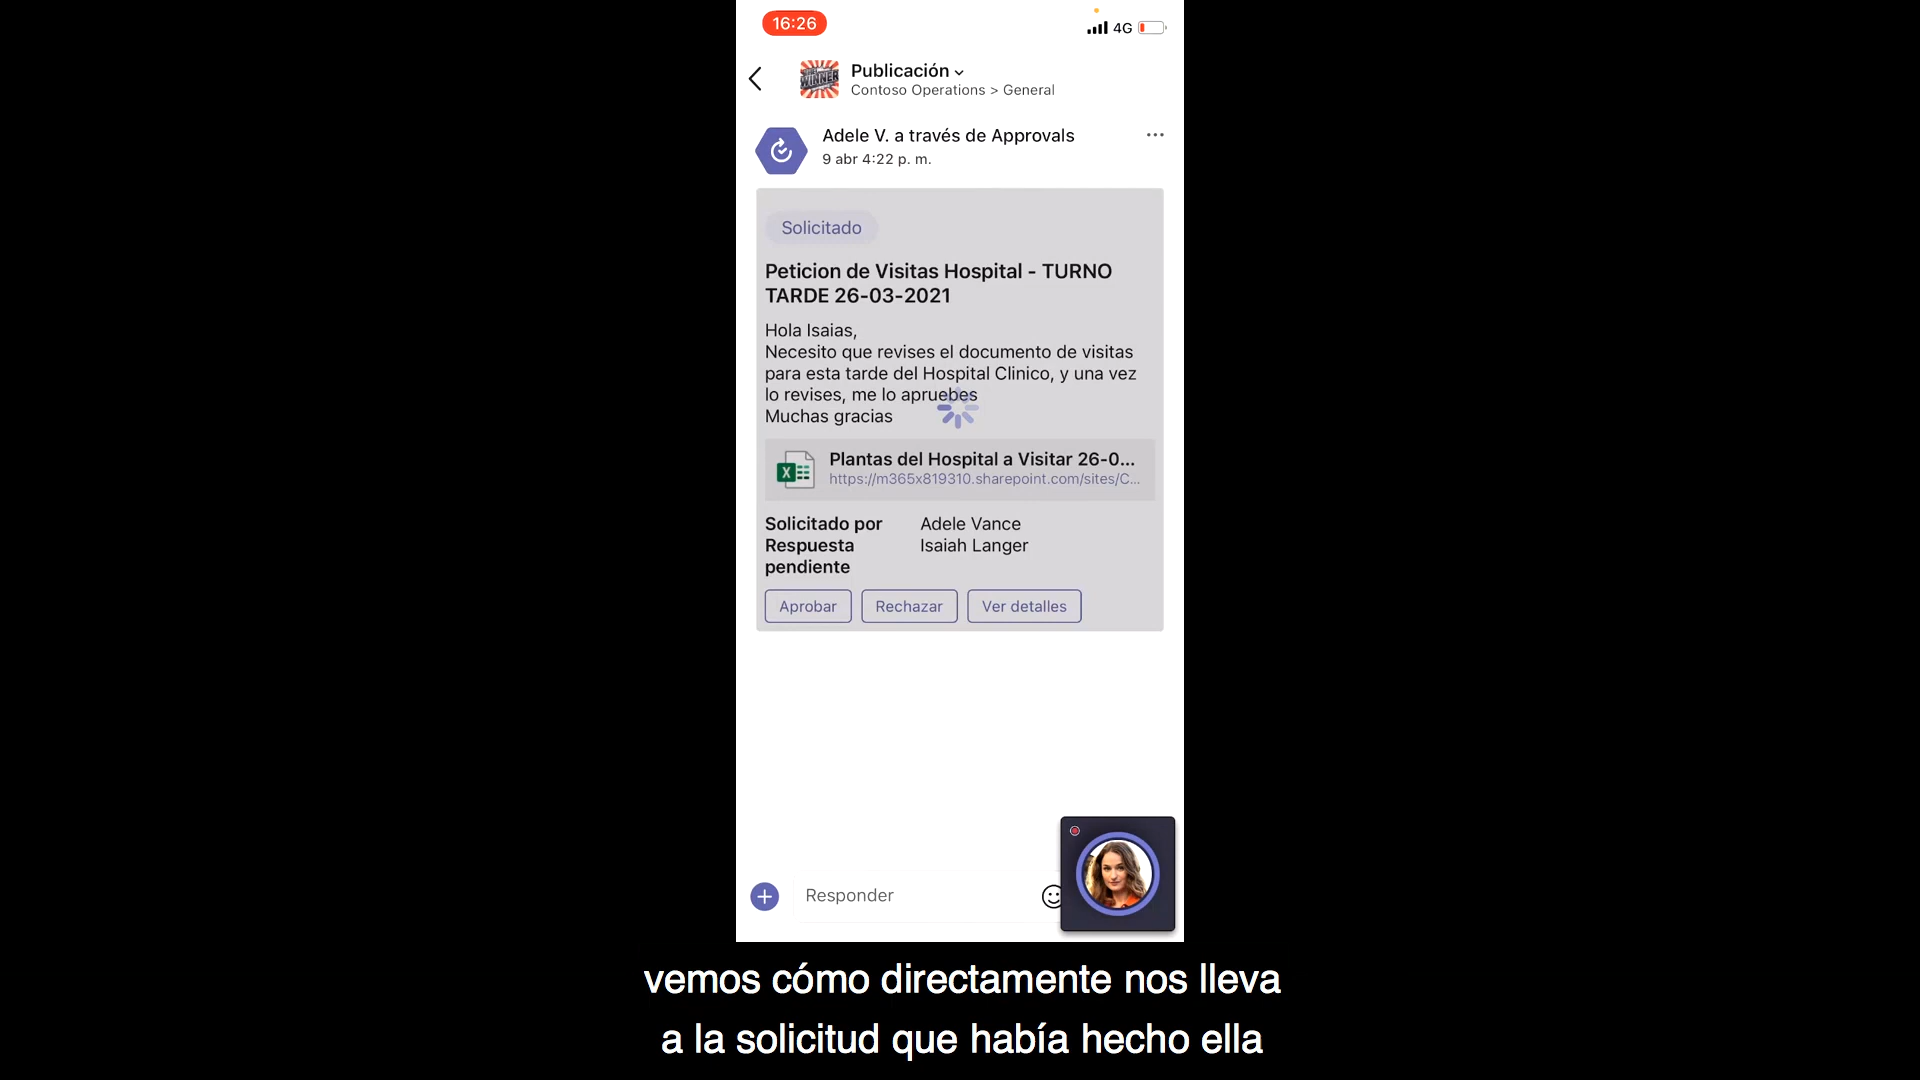 16:26
4G
WINNER
Publicación
Contoso Operations > General
Adele V. a través de Approvals
9 abr 4:22 p. m.
Solicitado
Peticion de Visitas Hospital - TURNO
TARDE 26-03-2021
Hola Isaias,
Necesito que revises el documento de visitas
para esta tarde del Hospital Clinico, y una vez
lo revises, me lo apruebes
Muchas gracias
Plantas del Hospital a Visitar 26-0...
https://m365x819310.sharepoint.com/sites/C...
Solicitado por Adele Vance
Respuesta Isaiah Langer
pendiente
Aprobar Rechazar Ver detalles
Responder
vemos cómo directamente nos lleva
a la solicitud que había hecho ella